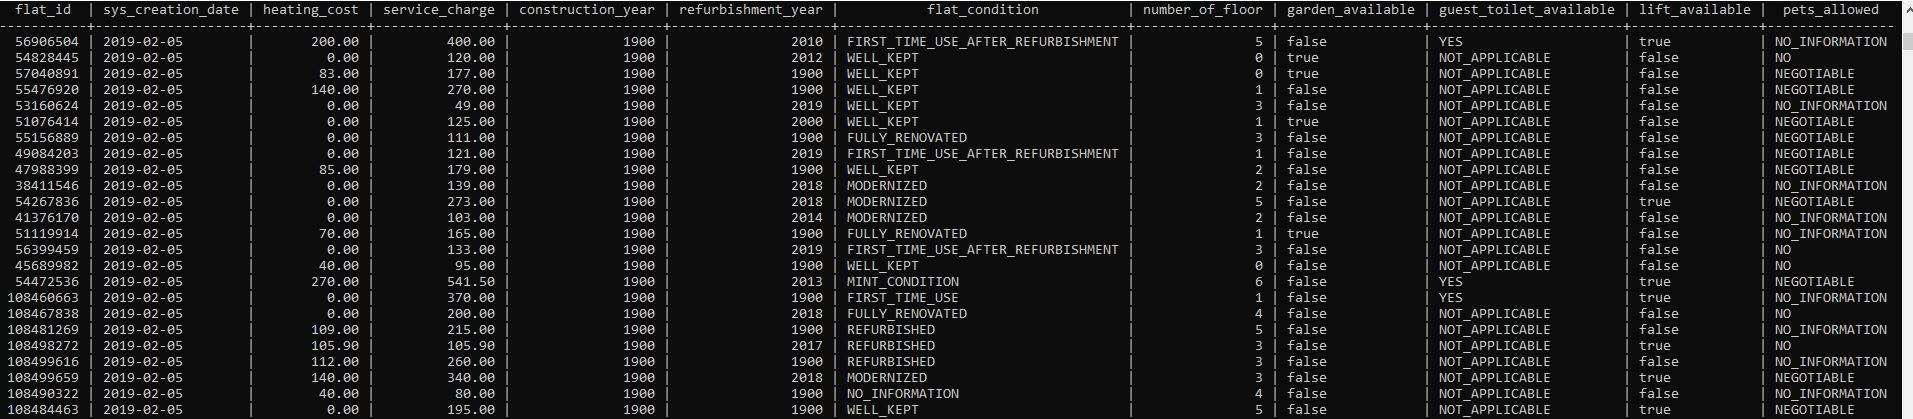 flat_id | sys_creation_date | heating_cost | service_charge | construction_year | refurbishment_year | flat_condition | number_of_floor | garden_available | guest_toilet_available | lift_available | pets_allowed
56906504 | 2019-02-05 | 200.00 | 400.00 | 1900 | 2010 | FIRST_TIME_USE_AFTER_REFURBISHMENT | 5 | false | YES | true | NO_INFORMATION
54828445 | 2019-02-05 | 0.00 | 120.00 | 1900 | 2012 | WELL_KEPT | 0 | true | NOT_APPLICABLE | false | NO
57040891 | 2019-02-05 | 83.00 | 177.00 | 1900 | 1900 | WELL_KEPT | 0 | true | NOT_APPLICABLE | false | NEGOTIABLE
55476920 | 2019-02-05 | 140.00 | 270.00 | 1900 | 1900 | WELL_KEPT | 1 | false | NOT_APPLICABLE | false | NEGOTIABLE
53160624 | 2019-02-05 | 0.00 | 49.00 | 1900 | 2019 | WELL_KEPT | 3 | false | NOT_APPLICABLE | false | NO_INFORMATION
51076414 | 2019-02-05 | 0.00 | 125.00 | 1900 | 2000 | WELL_KEPT | 1 | true | NOT_APPLICABLE | false | NEGOTIABLE
55156889 | 2019-02-05 | 0.00 | 111.00 | 1900 | 1900 | FULLY_RENOVATED | 3 | false | NOT_APPLICABLE | false | NEGOTIABLE
49084203 | 2019-02-05 | 0.00 | 121.00 | 1900 | 2019 | FIRST_TIME_USE_AFTER_REFURBISHMENT | 1 | false | NOT_APPLICABLE | false | NEGOTIABLE
47988399 | 2019-02-05 | 85.00 | 179.00 | 1900 | 1900 | WELL_KEPT | 2 | false | NOT_APPLICABLE | false | NEGOTIABLE
38411546 | 2019-02-05 | 0.00 | 139.00 | 1900 | 2018 | MODERNIZED | 2 | false | NOT_APPLICABLE | false | NO_INFORMATION
54267836 | 2019-02-05 | 0.00 | 273.00 | 1900 | 2018 | MODERNIZED | 5 | false | NOT_APPLICABLE | true | NEGOTIABLE
41376170 | 2019-02-05 | 0.00 | 103.00 | 1900 | 2014 | MODERNIZED | 2 | false | NOT_APPLICABLE | false | NO_INFORMATION
51119914 | 2019-02-05 | 70.00 | 165.00 | 1900 | 1900 | FULLY_RENOVATED | 1 | true | NOT_APPLICABLE | false | NO_INFORMATION
56399459 | 2019-02-05 | 0.00 | 133.00 | 1900 | 2019 | FIRST_TIME_USE_AFTER_REFURBISHMENT | 3 | false | NOT_APPLICABLE | false | NO
45689982 | 2019-02-05 | 40.00 | 95.00 | 1900 | 1900 | WELL_KEPT | 0 | false | NOT_APPLICABLE | false | NO
54472536 | 2019-02-05 | 270.00 | 541.50 | 1900 | 2013 | MINT_CONDITION | 6 | false | YES | true | NEGOTIABLE
108460663 | 2019-02-05 | 0.00 | 370.00 | 1900 | 1900 | FIRST_TIME_USE | 1 | false | YES | true | NO_INFORMATION
108467838 | 2019-02-05 | 0.00 | 200.00 | 1900 | 2018 | FULLY_RENOVATED | 4 | false | NOT_APPLICABLE | false | NO
108481269 | 2019-02-05 | 109.00 | 215.00 | 1900 | 1900 | REFURBISHED | 5 | false | NOT_APPLICABLE | false | NO_INFORMATION
108498272 | 2019-02-05 | 105.90 | 105.90 | 1900 | 2017 | REFURBISHED | 3 | false | NOT_APPLICABLE | true | NO
108499616 | 2019-02-05 | 112.00 | 260.00 | 1900 | 1900 | REFURBISHED | 3 | false | NOT_APPLICABLE | false | NO_INFORMATION
108499659 | 2019-02-05 | 140.00 | 340.00 | 1900 | 2018 | MODERNIZED | 3 | false | NOT_APPLICABLE | true | NEGOTIABLE
108490322 | 2019-02-05 | 40.00 | 80.00 | 1900 | 1900 | NO_INFORMATION | 4 | false | NOT_APPLICABLE | false | NO_INFORMATION
108484463 | 2019-02-05 | 0.00 | 195.00 | 1900 | 1900 | WELL_KEPT | 5 | false | NOT_APPLICABLE | true | NEGOTIABLE